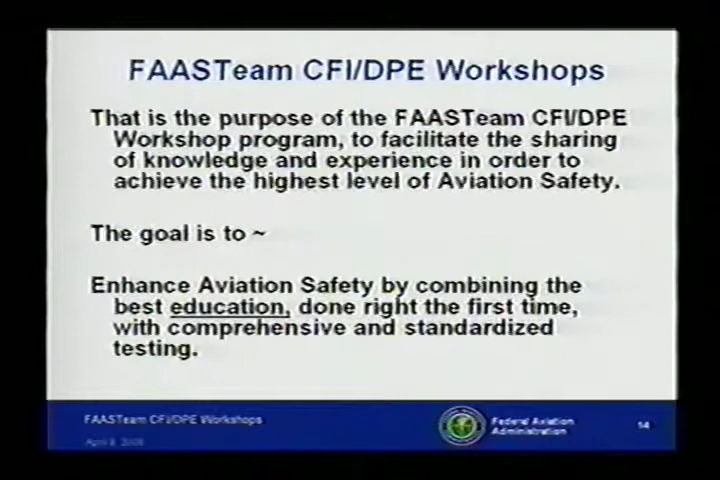 FAASTeam CFI/DPE Workshops
That is the purpose of the FAASTeam CFI/DPE
Workshop program, to facilitate the sharing
of knowledge and experience in order to
achieve the highest level of Aviation Safety.
The goal is to ~
Enhance Aviation Safety by combining the
best education, done right the first time,
with comprehensive and standardized
testing.
FAASTeam CFI/DPE Workshops
Federal Aviation
Administration
14